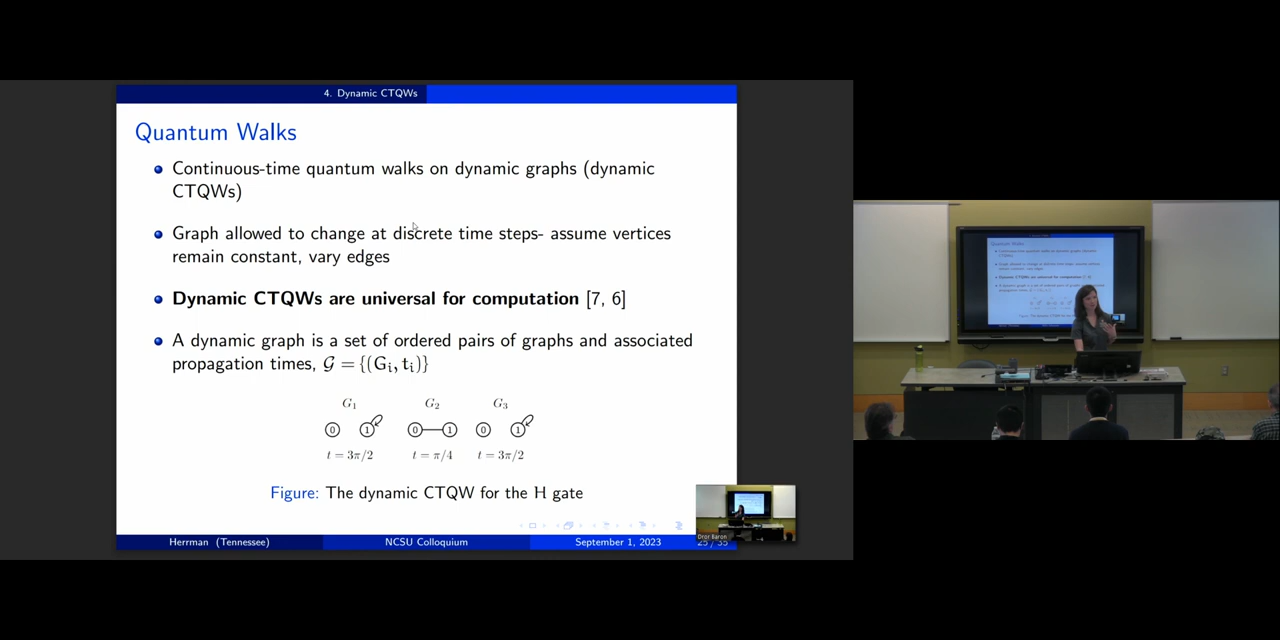 4. Dynamic CTQWs
Quantum Walks
Continuous-time quantum walks on dynamic graphs (dynamic
CTQWs)
Graph allowed to change at discrete time steps- assume vertices
remain constant, vary edges
Dynamic CTQWs are universal for computation [7, 6]
A dynamic graph is a set of ordered pairs of graphs and associated
propagation times, 𝒢 = {(Gᵢ, tᵢ)}
G₁ G₂ G₃
0 1 0 1 0 1
t = 3π/2 t = π/4 t = 3π/2
Figure: The dynamic CTQW for the H gate
Dror Baron
Herrman (Tennessee) NCSU Colloquium September 1, 2023 25 / 35